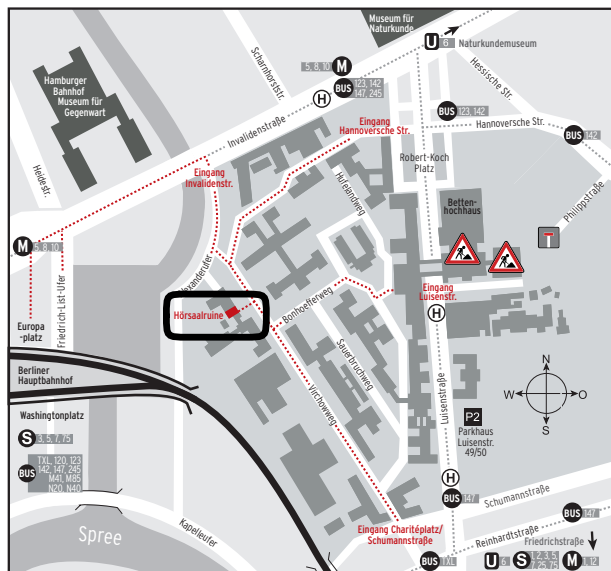 Museum für
Naturkunde
U 6 Naturkundemuseum
5, 8, 10 M
BUS 123, 142
147, 245
H
Scharnhorststr.
Hessische Str.
BUS 123, 142
Hamburger
Bahnhof
Museum für
Gegenwart
Invalidenstraße
Eingang
Hannoversche Str.
Hannoversche Str.
BUS 142
Robert-Koch
Platz
Heidestr.
Eingang
Invalidenstr.
Hufelandweg
Betten-
hochhaus
Philippstraße
M
5, 8, 10
Friedrich-List-Ufer
Alexanderufer
Eingang
Luisenstr.
H
Europa
-platz
Hörsaalruine
Bonhoefferweg
Sauerbruchweg
Berliner
Hauptbahnhof
Virchowweg
Luisenstraße
N
W O
S
Washingtonplatz
S 3, 5, 7, 75
P2
Parkhaus
Luisenstr.
49/50
BUS
TXL, 120, 123
142, 147, 245
M41, M85
N20, N40
H
BUS 147
Schumannstraße
Spree
Kapelleufer
Eingang Charitéplatz/
Schumannstraße
BUS 147
Reinhardtstraße
Friedrichstraße
BUS TXL
U 6
S 1, 2, 3, 5,
7, 25, 75
M 1, 12